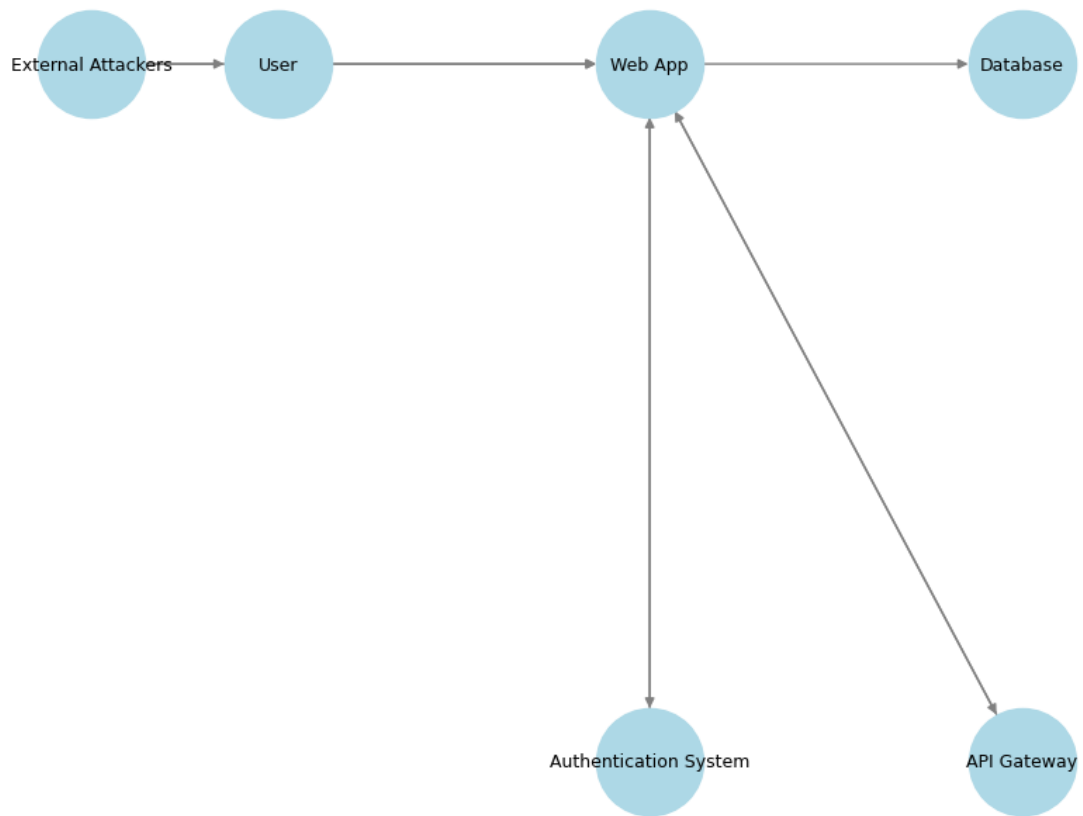 External Attackers
User
Web App
Database
Authentication System
API Gateway